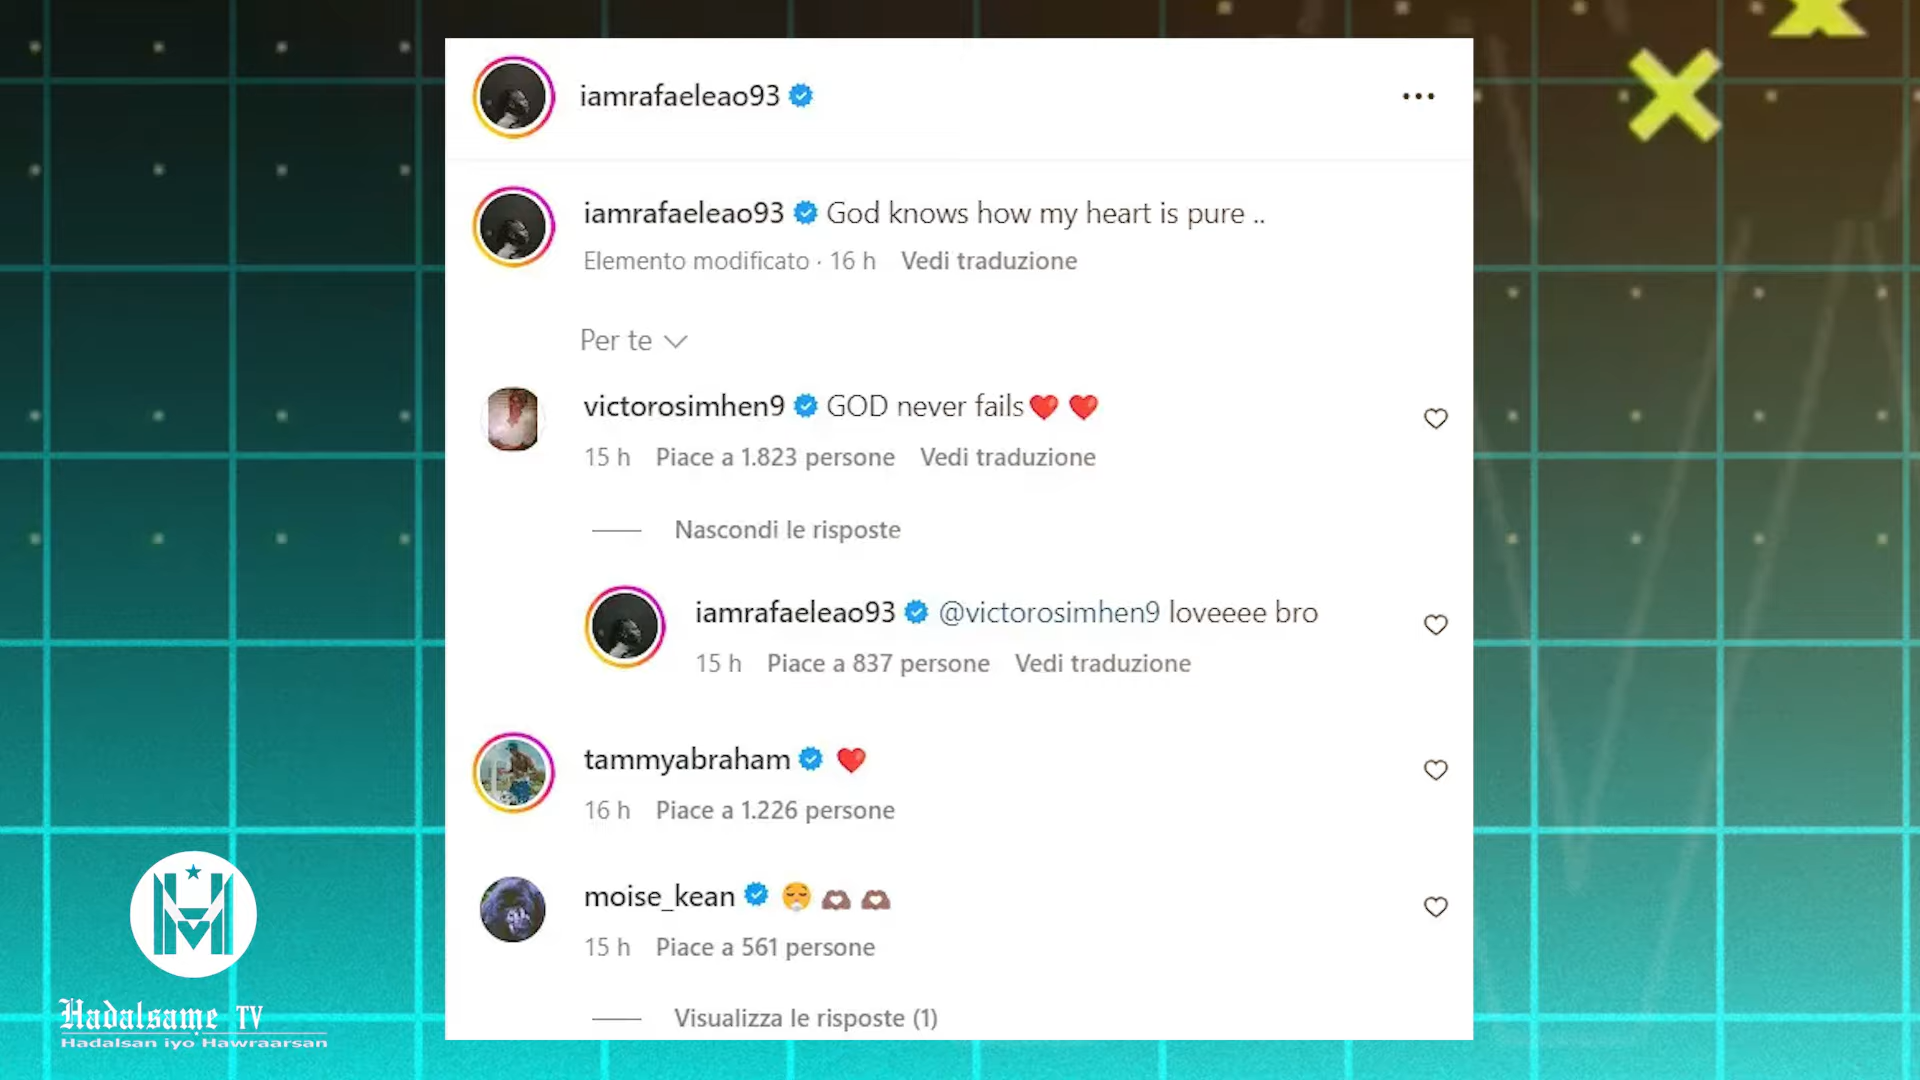 iamrafaeleao93
iamrafaeleao93 God knows how my heart is pure ..
Elemento modificato · 16 h Vedi traduzione
Per te
victorosimhen9 GOD never fails❤️ ❤️
15 h Piace a 1.823 persone Vedi traduzione
Nascondi le risposte
iamrafaeleao93 @victorosimhen9 loveeee bro
15 h Piace a 837 persone Vedi traduzione
tammyabraham ❤️
16 h Piace a 1.226 persone
moise_kean 😮‍💨 🫶🏾 🫶🏾
15 h Piace a 561 persone
Visualizza le risposte (1)
Hadalsame TV
Hadalsan iyo Hawraarsan